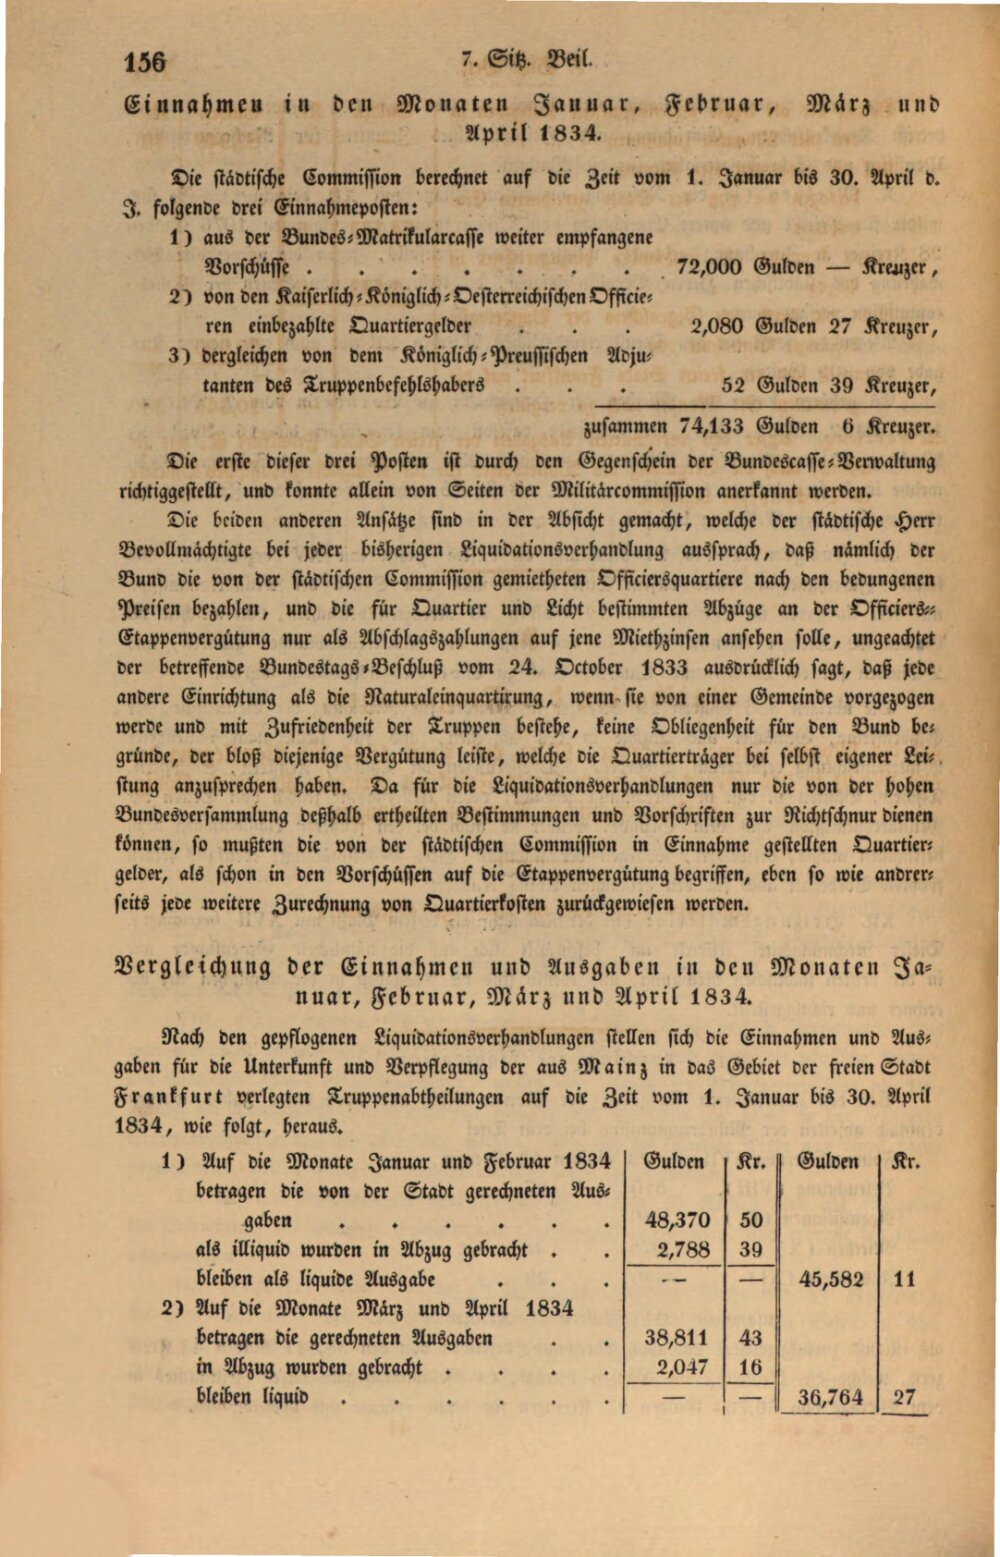 156
7. Sitz. Beil.
Einnahmen in den Monaten Januar, Februar, März und
April 1834.
Die städtische Commission berechnet auf die Zeit vom 1. Januar bis 30. April d.
J. folgende drei Einnahmeposten:
1) aus der Bundes-Matrikularcasse weiter empfangene
Vorschüsse . . . . . . . 72,000 Gulden — Kreuzer,
2) von den Kaiserlich-Königlich-Oesterreichischen Officie-
ren einbezahlte Quartiergelder . . . 2,080 Gulden 27 Kreuzer,
3) dergleichen von dem Königlich-Preussischen Adju-
tanten des Truppenbefehlshabers . . . 52 Gulden 39 Kreuzer,
zusammen 74,133 Gulden 6 Kreuzer.
Die erste dieser drei Posten ist durch den Gegenschein der Bundescasse-Verwaltung
richtiggestellt, und konnte allein von Seiten der Militärcommission anerkannt werden.
Die beiden anderen Ansätze sind in der Absicht gemacht, welche der städtische Herr
Bevollmächtigte bei jeder bisherigen Liquidationsverhandlung aussprach, daß nämlich der
Bund die von der städtischen Commission gemietheten Officiersquartiere nach den bedungenen
Preisen bezahlen, und die für Quartier und Licht bestimmten Abzüge an der Officiers-
Etappenvergütung nur als Abschlagszahlungen auf jene Miethzinsen ansehen solle, ungeachtet
der betreffende Bundestags-Beschluß vom 24. October 1833 ausdrücklich sagt, daß jede
andere Einrichtung als die Naturaleinquartirung, wenn sie von einer Gemeinde vorgezogen
werde und mit Zufriedenheit der Truppen bestehe, keine Obliegenheit für den Bund be-
gründe, der bloß diejenige Vergütung leiste, welche die Quartierträger bei selbst eigener Lei-
stung anzusprechen haben. Da für die Liquidationsverhandlungen nur die von der hohen
Bundesversammlung deßhalb ertheilten Bestimmungen und Vorschriften zur Richtschnur dienen
können, so mußten die von der städtischen Commission in Einnahme gestellten Quartier-
gelder, als schon in den Vorschüssen auf die Etappenvergütung begriffen, eben so wie andrer-
seits jede weitere Zurechnung von Quartierkosten zurückgewiesen werden.
Vergleichung der Einnahmen und Ausgaben in den Monaten Ja-
nuar, Februar, März und April 1834.
Nach den gepflogenen Liquidationsverhandlungen stellen sich die Einnahmen und Aus-
gaben für die Unterkunft und Verpflegung der aus Mainz in das Gebiet der freien Stadt
Frankfurt verlegten Truppenabtheilungen auf die Zeit vom 1. Januar bis 30. April
1834, wie folgt, heraus.
1) Auf die Monate Januar und Februar 1834 Gulden Kr. Gulden Kr.
betragen die von der Stadt gerechneten Aus-
gaben . . . . . . 48,370 50
als illiquid wurden in Abzug gebracht . . 2,788 39
bleiben als liquide Ausgabe . . . — — 45,582 11
2) Auf die Monate März und April 1834
betragen die gerechneten Ausgaben . . 38,811 43
in Abzug wurden gebracht . . . . 2,047 16
bleiben liquid . . . . . . — — 36,764 27